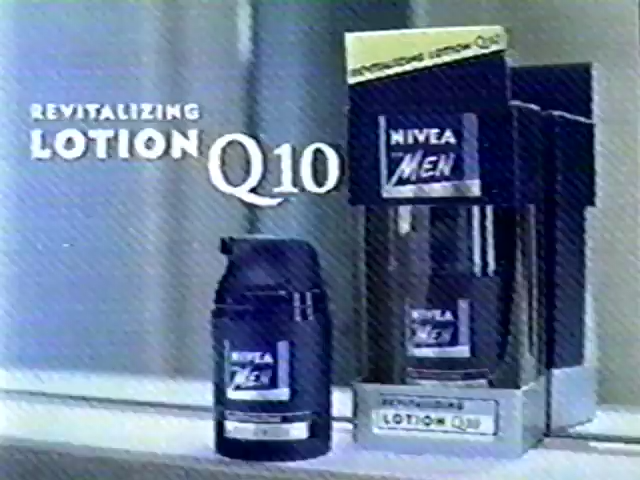 REVITALIZING
LOTION Q10
REVITALIZING LOTION Q10
NIVEA
MEN
NIVEA
MEN
NIVEA
MEN
REVITALIZING
LOTION Q10